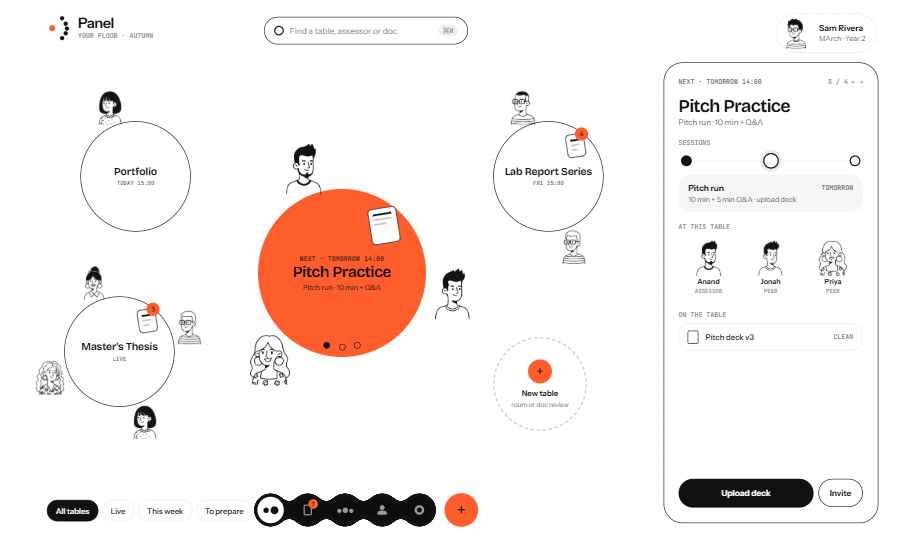 Panel
YOUR FLOOR · AUTUMN
Find a table, assessor or doc
⌘K
Sam Rivera
MArch · Year 2
Portfolio
TODAY 15:00
Lab Report Series
FRI 15:00
NEXT · TOMORROW 14:00
Pitch Practice
Pitch run · 10 min + Q&A
Master's Thesis
LIVE
+
New table
room or doc review
All tables
Live
This week
To prepare
+
NEXT · TOMORROW 14:00
3 / 4
Pitch Practice
Pitch run · 10 min + Q&A
SESSIONS
Pitch run
TOMORROW
10 min + 5 min Q&A · upload deck
AT THIS TABLE
Anand
ASSESSOR
Jonah
PEER
Priya
PEER
ON THE TABLE
Pitch deck v3
CLEAN
Upload deck
Invite